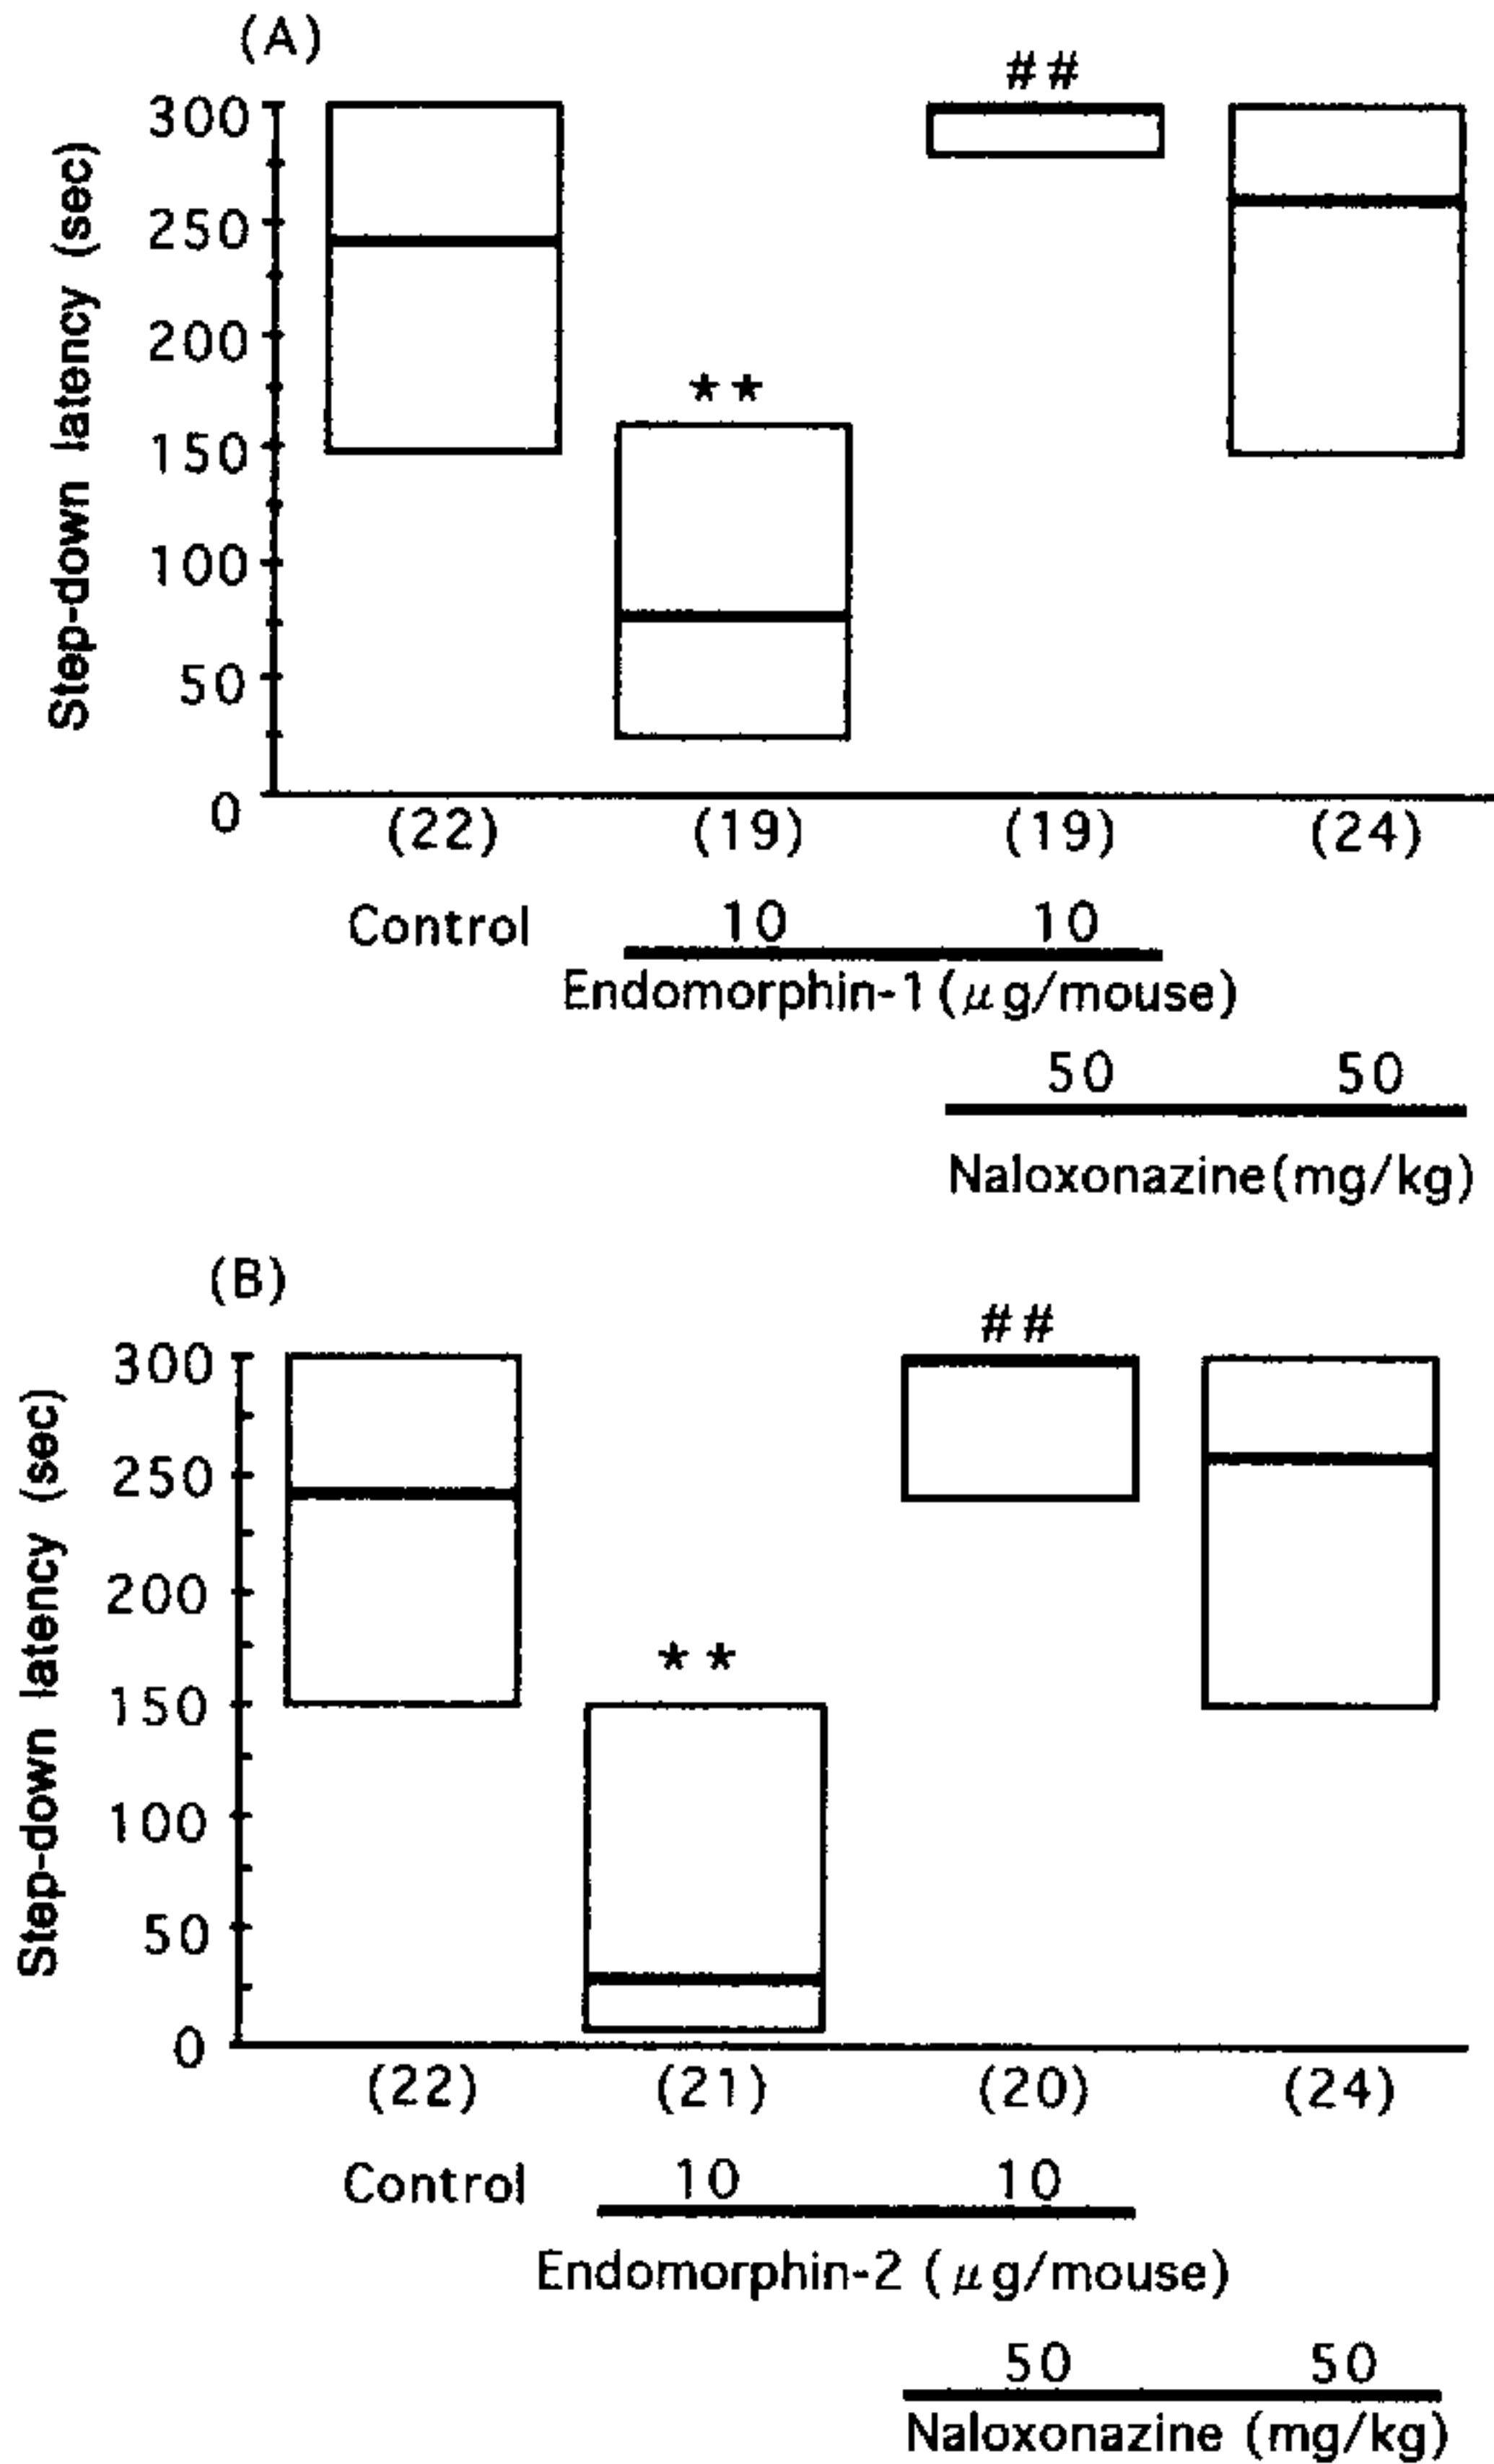 (A)
##
300
250
200
**
150
100
50
0
Step-down latency (sec)
(22) (19) (19) (24)
Control 10 10
Endomorphin-1 (μg/mouse)
50 50
Naloxonazine(mg/kg)
(B)
##
300
250
200
**
150
100
50
0
Step-down latency (sec)
(22) (21) (20) (24)
Control 10 10
Endomorphin-2 (μg/mouse)
50 50
Naloxonazine (mg/kg)